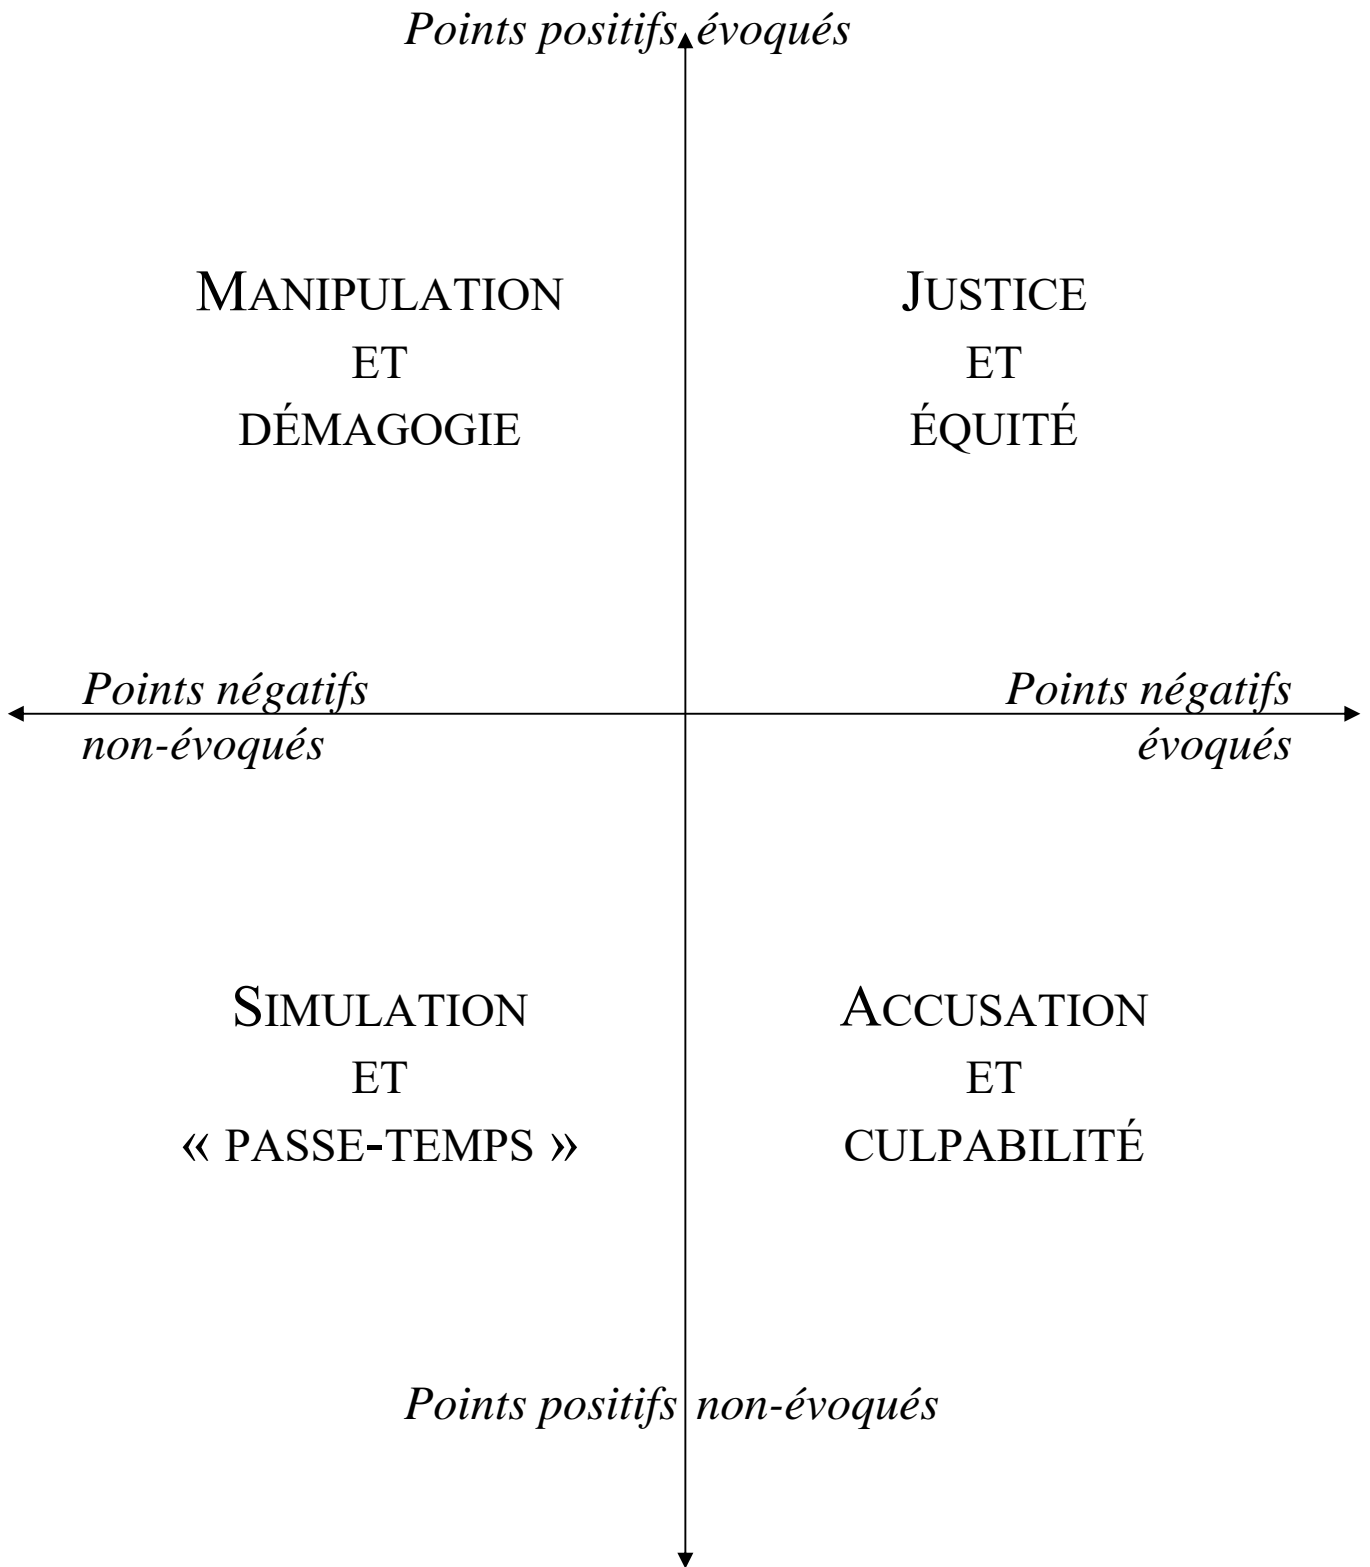 Points positifs évoqués
MANIPULATION
ET
DÉMAGOGIE
JUSTICE
ET
ÉQUITÉ
Points négatifs
non-évoqués
Points négatifs
évoqués
SIMULATION
ET
« PASSE-TEMPS »
ACCUSATION
ET
CULPABILITÉ
Points positifs non-évoqués